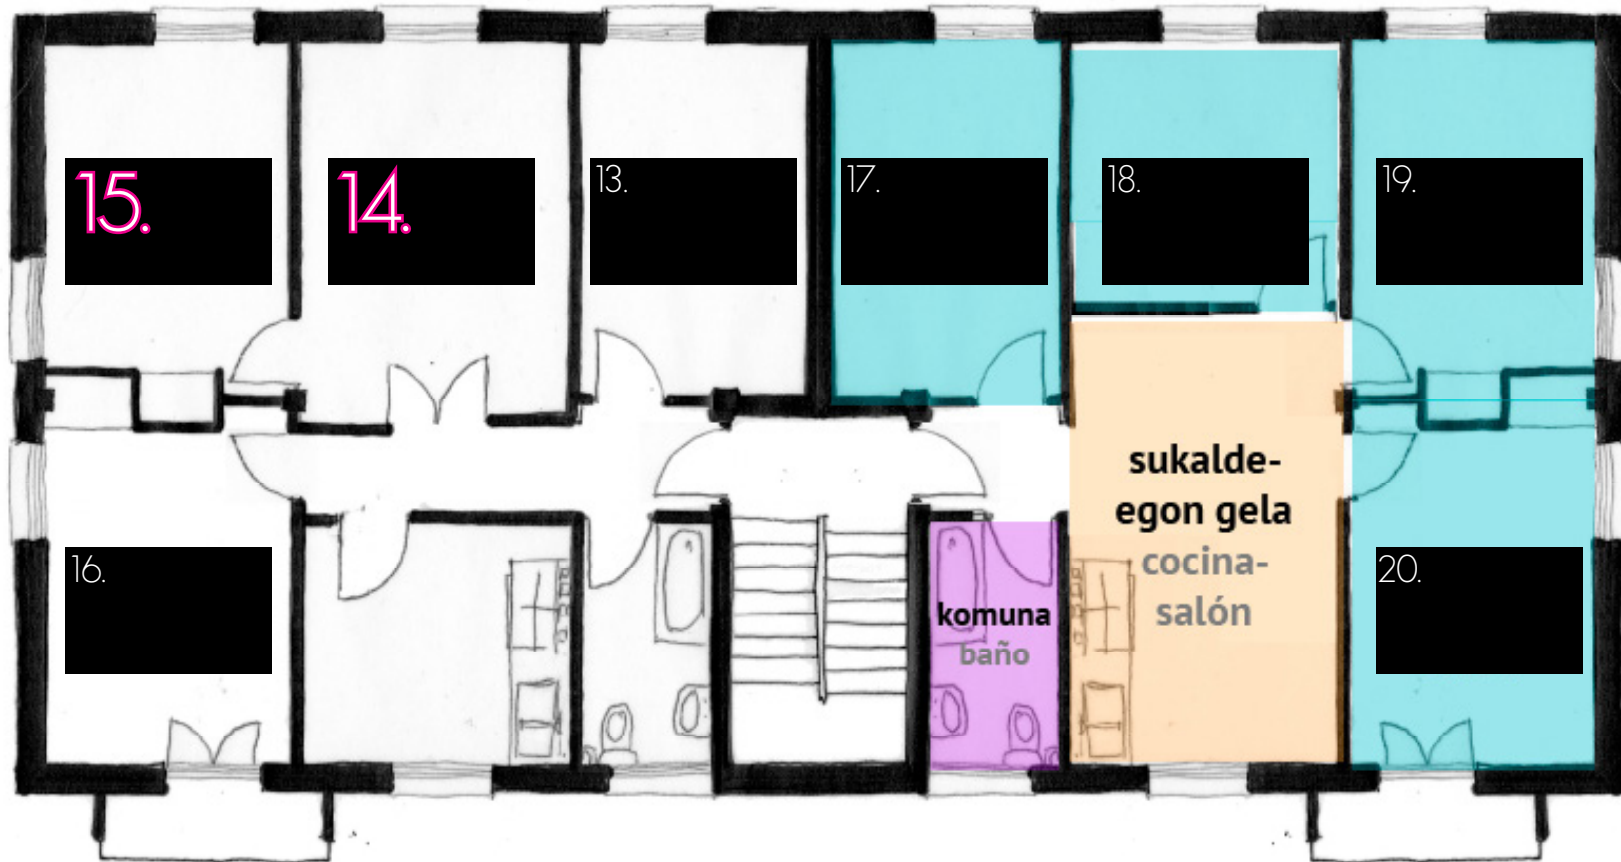 15.
14.
13.
17.
18.
19.
sukalde-
egon gela
cocina-
salón
16.
komuna
baño
20.